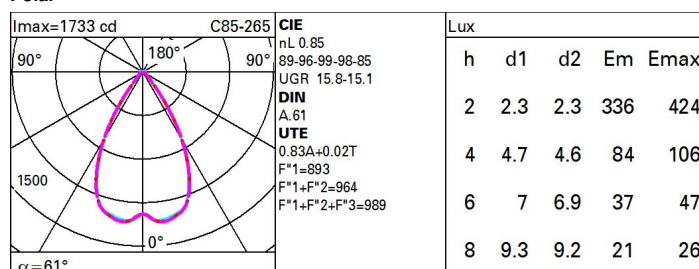 Imax=1733 cd C85-265
90° 180° 90°
1500
0°
α=61°
CIE
nL 0.85
89-96-99-98-85
UGR 15.8-15.1
DIN
A.61
UTE
0.83A+0.02T
F"1=893
F"1+F"2=964
F"1+F"2+F"3=989
Lux
h d1 d2 Em Emax
2 2.3 2.3 336 424
4 4.7 4.6 84 106
6 7 6.9 37 47
8 9.3 9.2 21 26